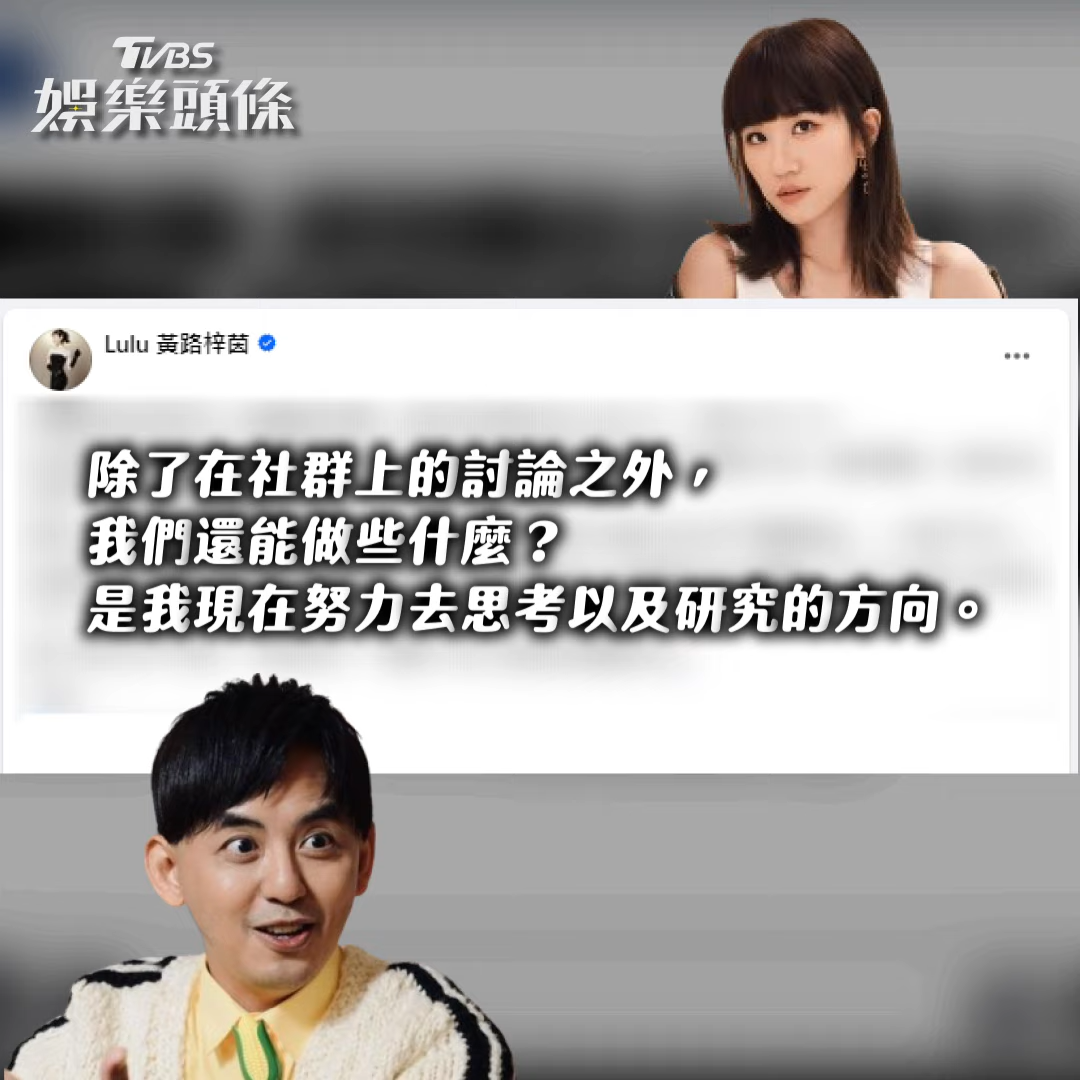 TVBS
娛樂頭條
Lulu 黃路梓茵
除了在社群上的討論之外，
我們還能做些什麼？
是我現在努力去思考以及研究的方向。